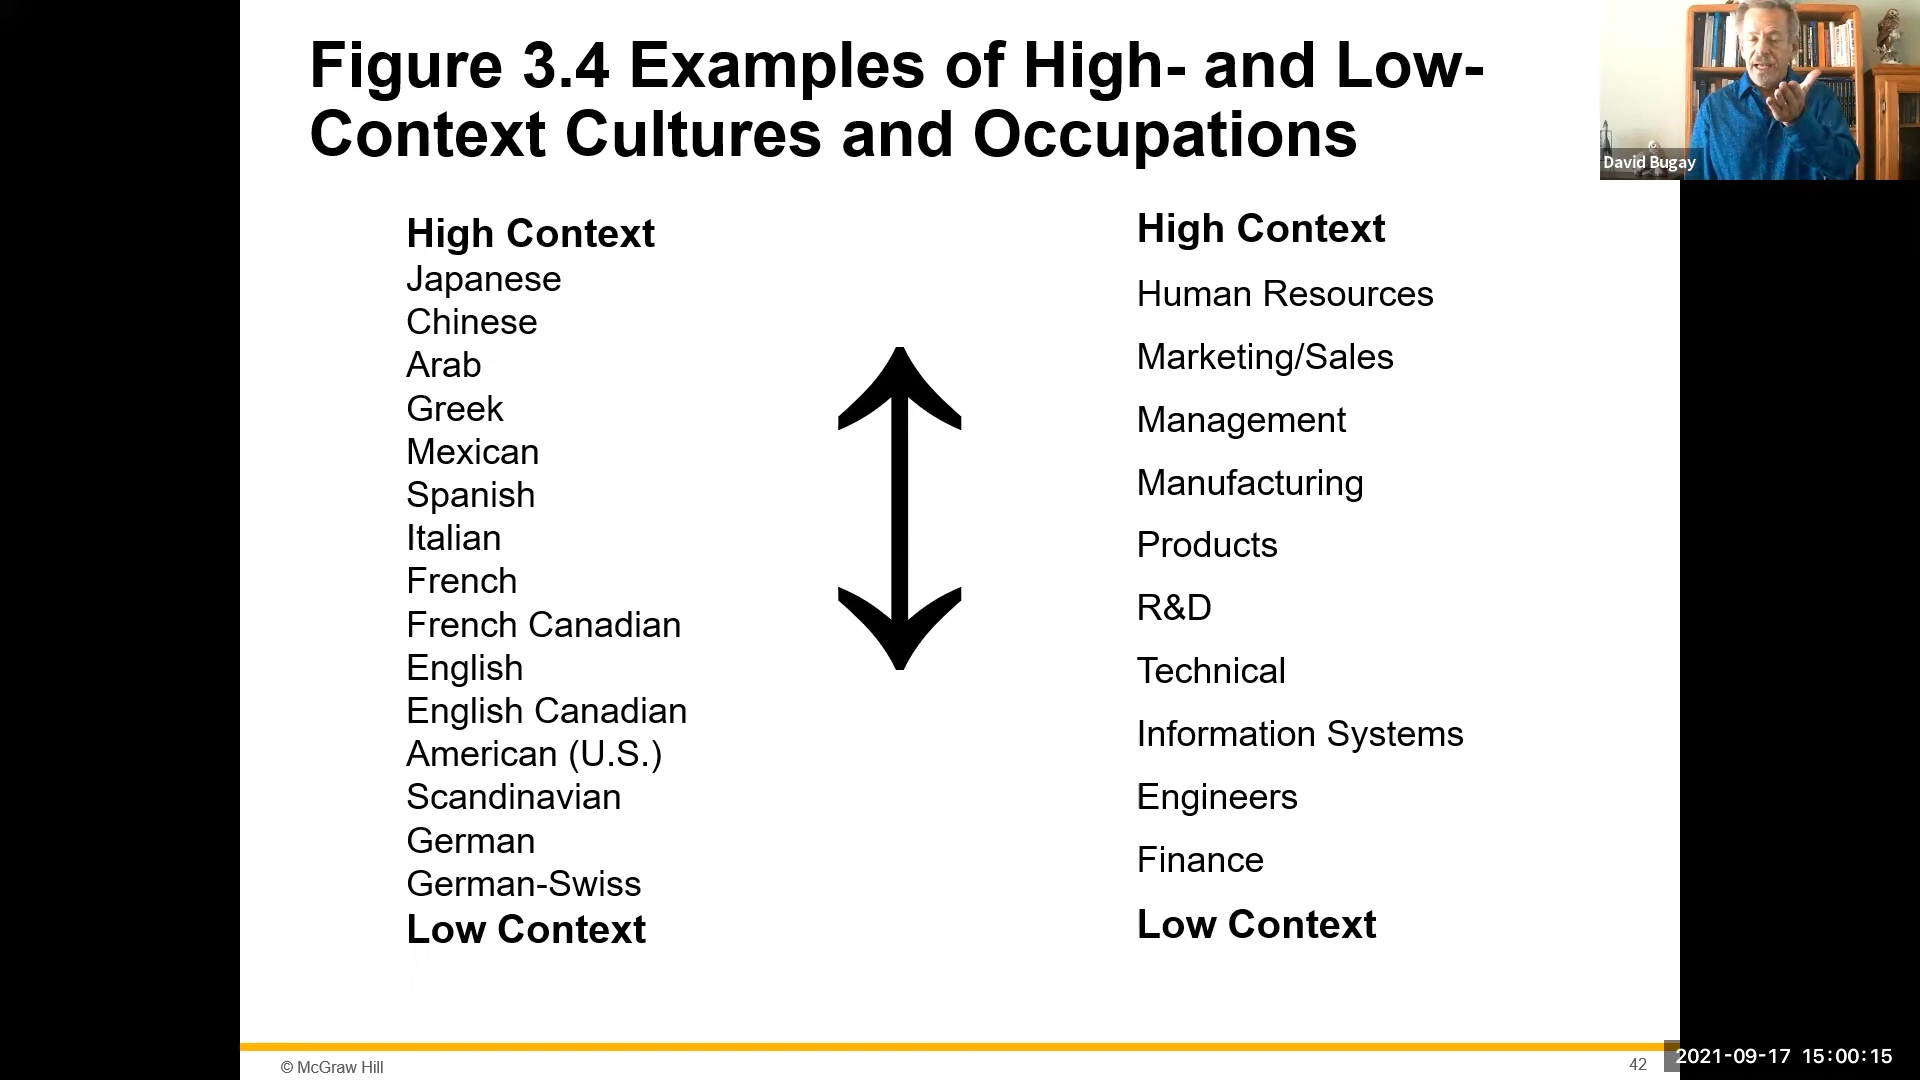 Figure 3.4 Examples of High- and Low-
Context Cultures and Occupations
David Bugay
High Context
Japanese
Chinese
Arab
Greek
Mexican
Spanish
Italian
French
French Canadian
English
English Canadian
American (U.S.)
Scandinavian
German
German-Swiss
Low Context
High Context
Human Resources
Marketing/Sales
Management
Manufacturing
Products
R&D
Technical
Information Systems
Engineers
Finance
Low Context
© McGraw Hill
42
2021-09-17 15:00:15